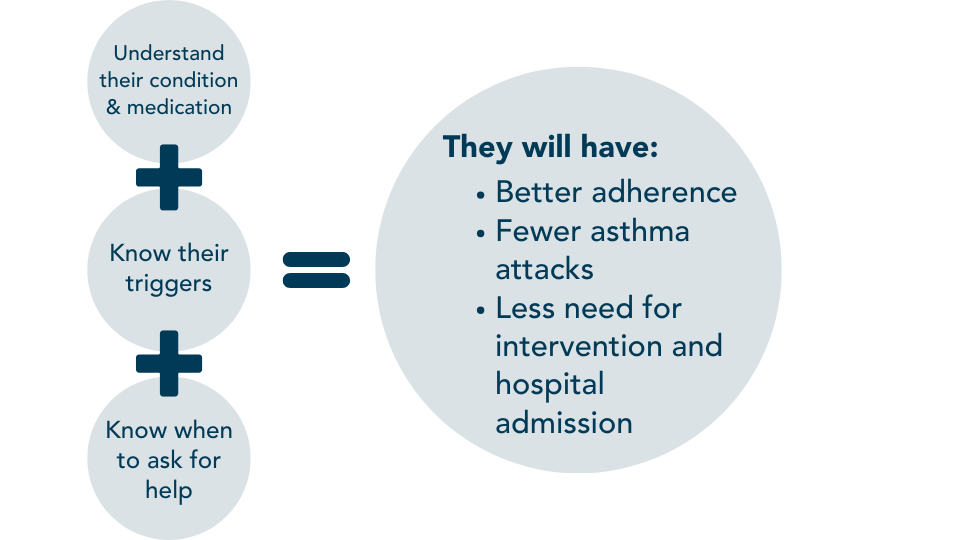 Understand
their condition
& medication
Know their
triggers
Know when
to ask for
help
They will have:
• Better adherence
• Fewer asthma
attacks
• Less need for
intervention and
hospital
admission